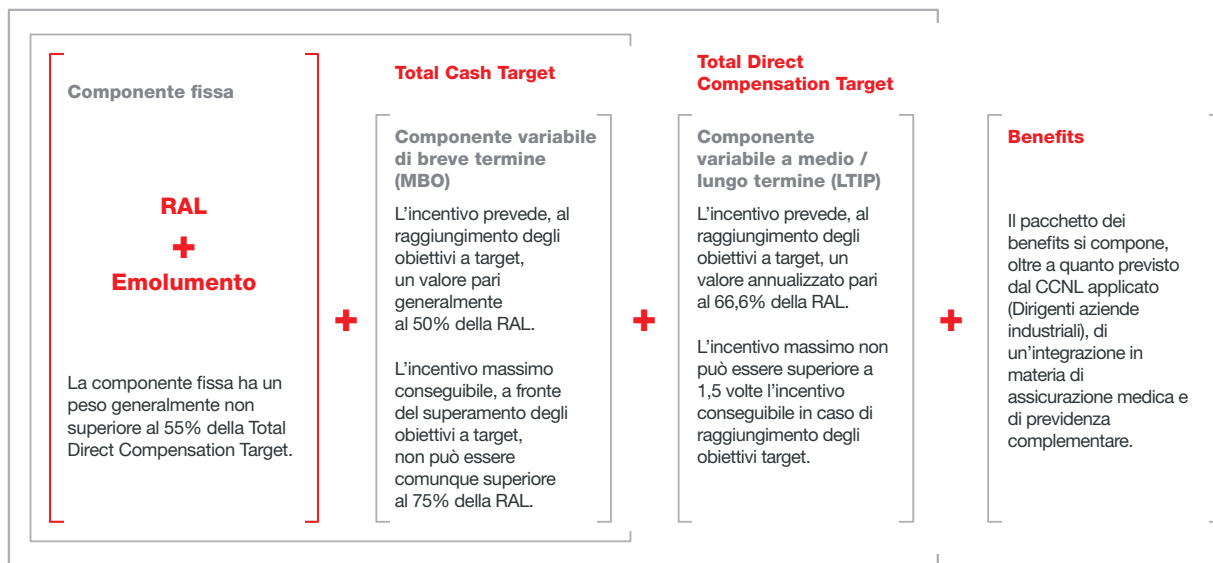 Componente fissa
RAL
+
Emolumento
La componente fissa ha un
peso generalmente non
superiore al 55% della Total
Direct Compensation Target.
+
Total Cash Target
Componente variabile
di breve termine
(MBO)
L’incentivo prevede, al
raggiungimento degli
obiettivi a target,
un valore pari
generalmente
al 50% della RAL.
L’incentivo massimo
conseguibile, a fronte
del superamento degli
obiettivi a target,
non può essere
comunque superiore
al 75% della RAL.
+
Total Direct
Compensation Target
Componente
variabile a medio /
lungo termine (LTIP)
L’incentivo prevede, al
raggiungimento degli
obiettivi a target, un
valore annualizzato pari
al 66,6% della RAL.
L’incentivo massimo non
può essere superiore a
1,5 volte l’incentivo
conseguibile in caso di
raggiungimento degli
obiettivi target.
+
Benefits
Il pacchetto dei
benefits si compone,
oltre a quanto previsto
dal CCNL applicato
(Dirigenti aziende
industriali), di
un’integrazione in
materia di
assicurazione medica e
di previdenza
complementare.